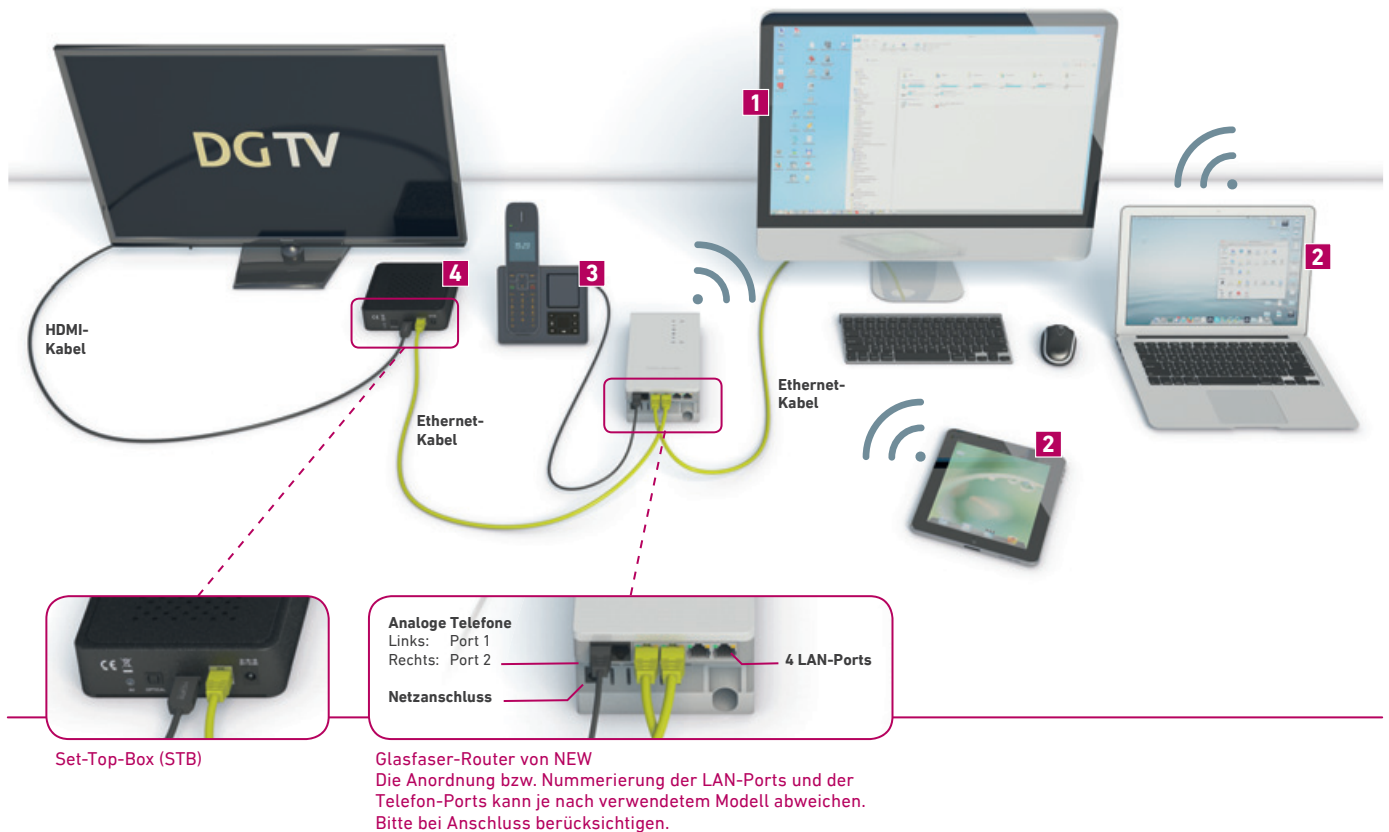 DGTV
1
2
4
3
HDMI-
Kabel
Ethernet-
Kabel
Ethernet-
Kabel
2
Analoge Telefone
Links: Port 1
Rechts: Port 2
Netzanschluss
4 LAN-Ports
CE
OPTICAL
Set-Top-Box (STB)
Glasfaser-Router von NEW
Die Anordnung bzw. Nummerierung der LAN-Ports und der
Telefon-Ports kann je nach verwendetem Modell abweichen.
Bitte bei Anschluss berücksichtigen.